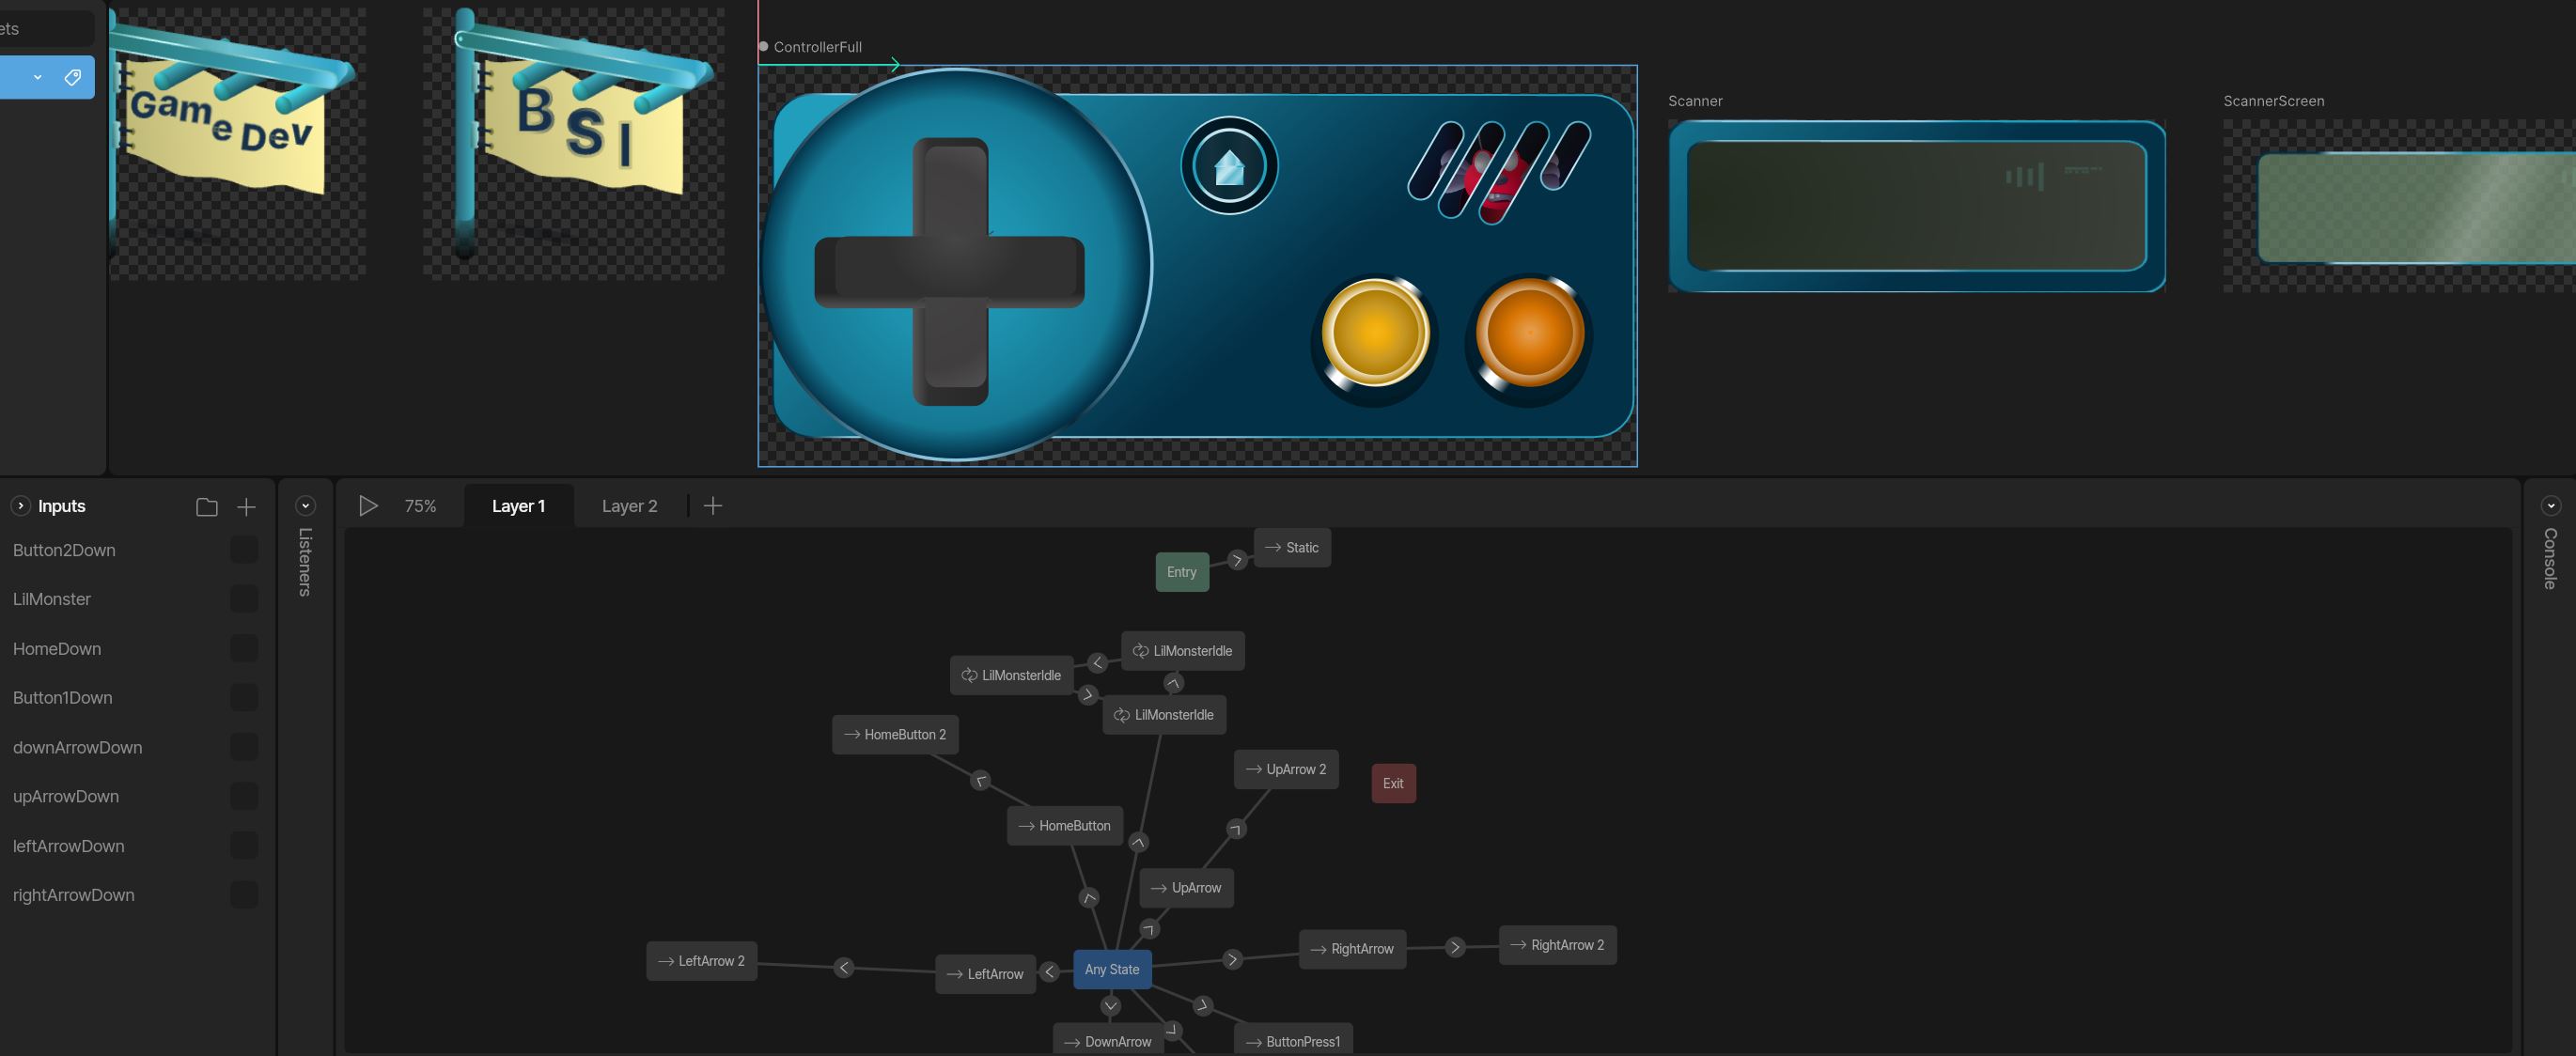 ets
Game Dev
B S I
ControllerFull
Scanner
ScannerScreen
Inputs
Button2Down
LilMonster
HomeDown
Button1Down
downArrowDown
upArrowDown
leftArrowDown
rightArrowDown
Listeners
75%
Layer 1
Layer 2
Console
Static
Entry
LilMonsterIdle
LilMonsterIdle
LilMonsterIdle
HomeButton 2
UpArrow 2
Exit
HomeButton
UpArrow
RightArrow
RightArrow 2
LeftArrow 2
LeftArrow
Any State
DownArrow
ButtonPress1